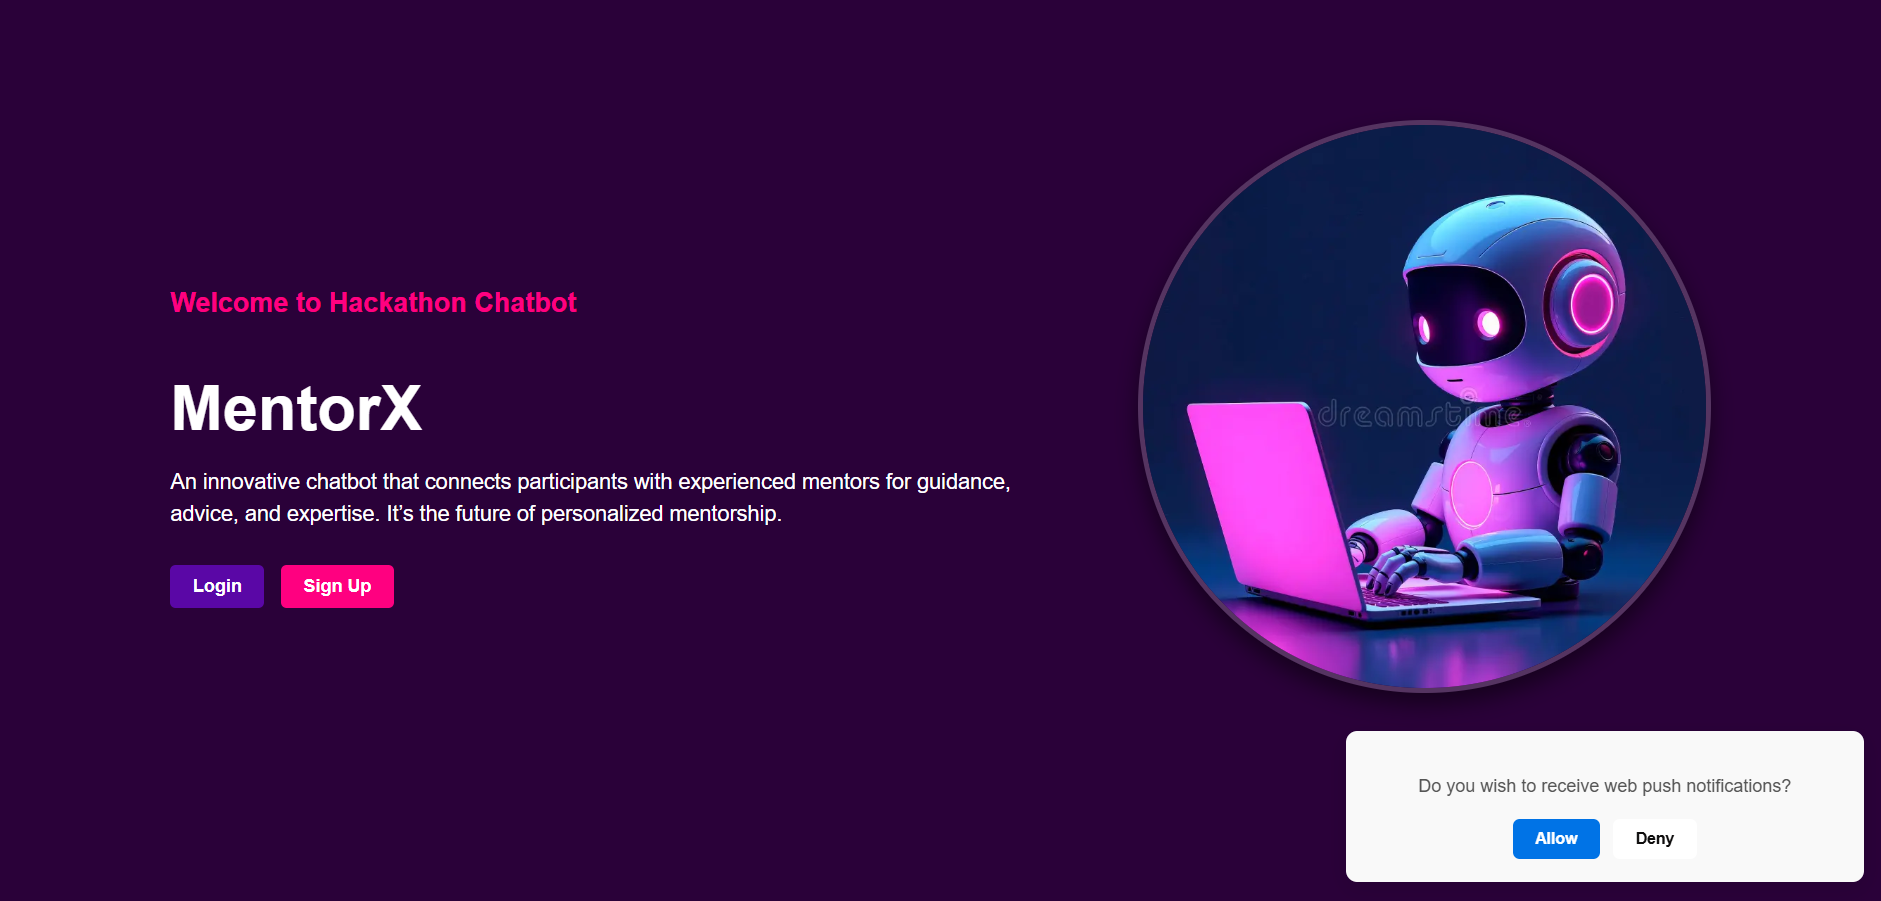 Welcome to Hackathon Chatbot
MentorX
An innovative chatbot that connects participants with experienced mentors for guidance,
advice, and expertise. It’s the future of personalized mentorship.
Login
Sign Up
dreamstime
Do you wish to receive web push notifications?
Allow
Deny